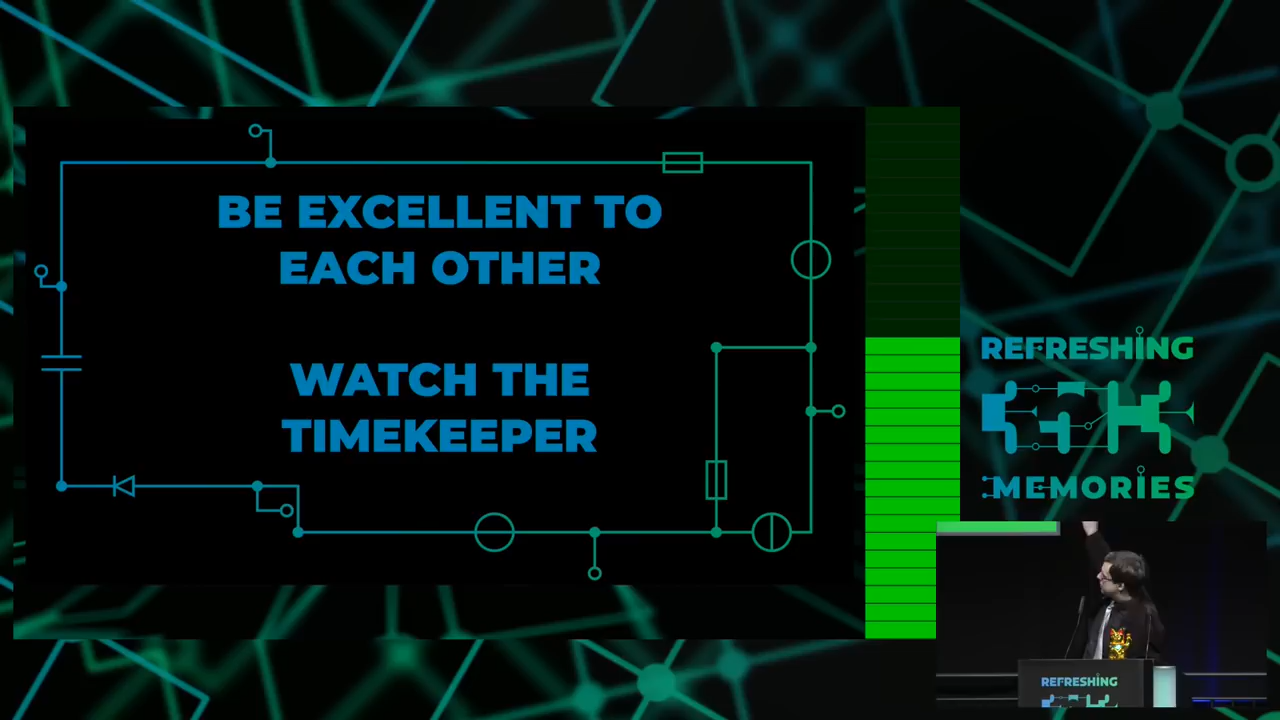 BE EXCELLENT TO
EACH OTHER
WATCH THE
TIMEKEEPER
REFRESHING
MEMORIES
REFRESHING